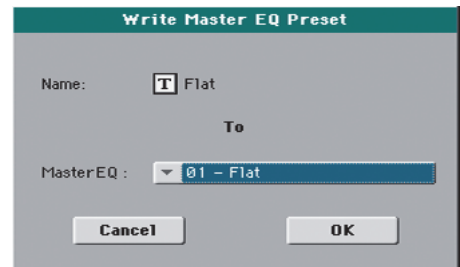 Write Master EQ Preset
Name: T Flat
To
MasterEQ : 01 – Flat
Cancel OK